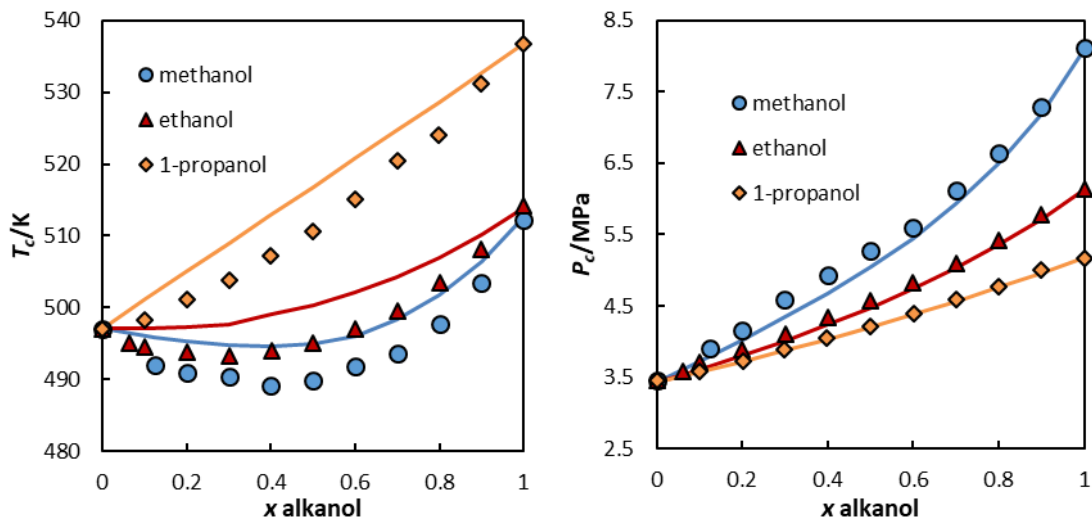 540
530
520
510
500
490
480
Tc/K
methanol
ethanol
1-propanol
0 0.2 0.4 0.6 0.8 1
x alkanol
8.5
7.5
6.5
5.5
4.5
3.5
2.5
Pc/MPa
methanol
ethanol
1-propanol
0 0.2 0.4 0.6 0.8 1
x alkanol